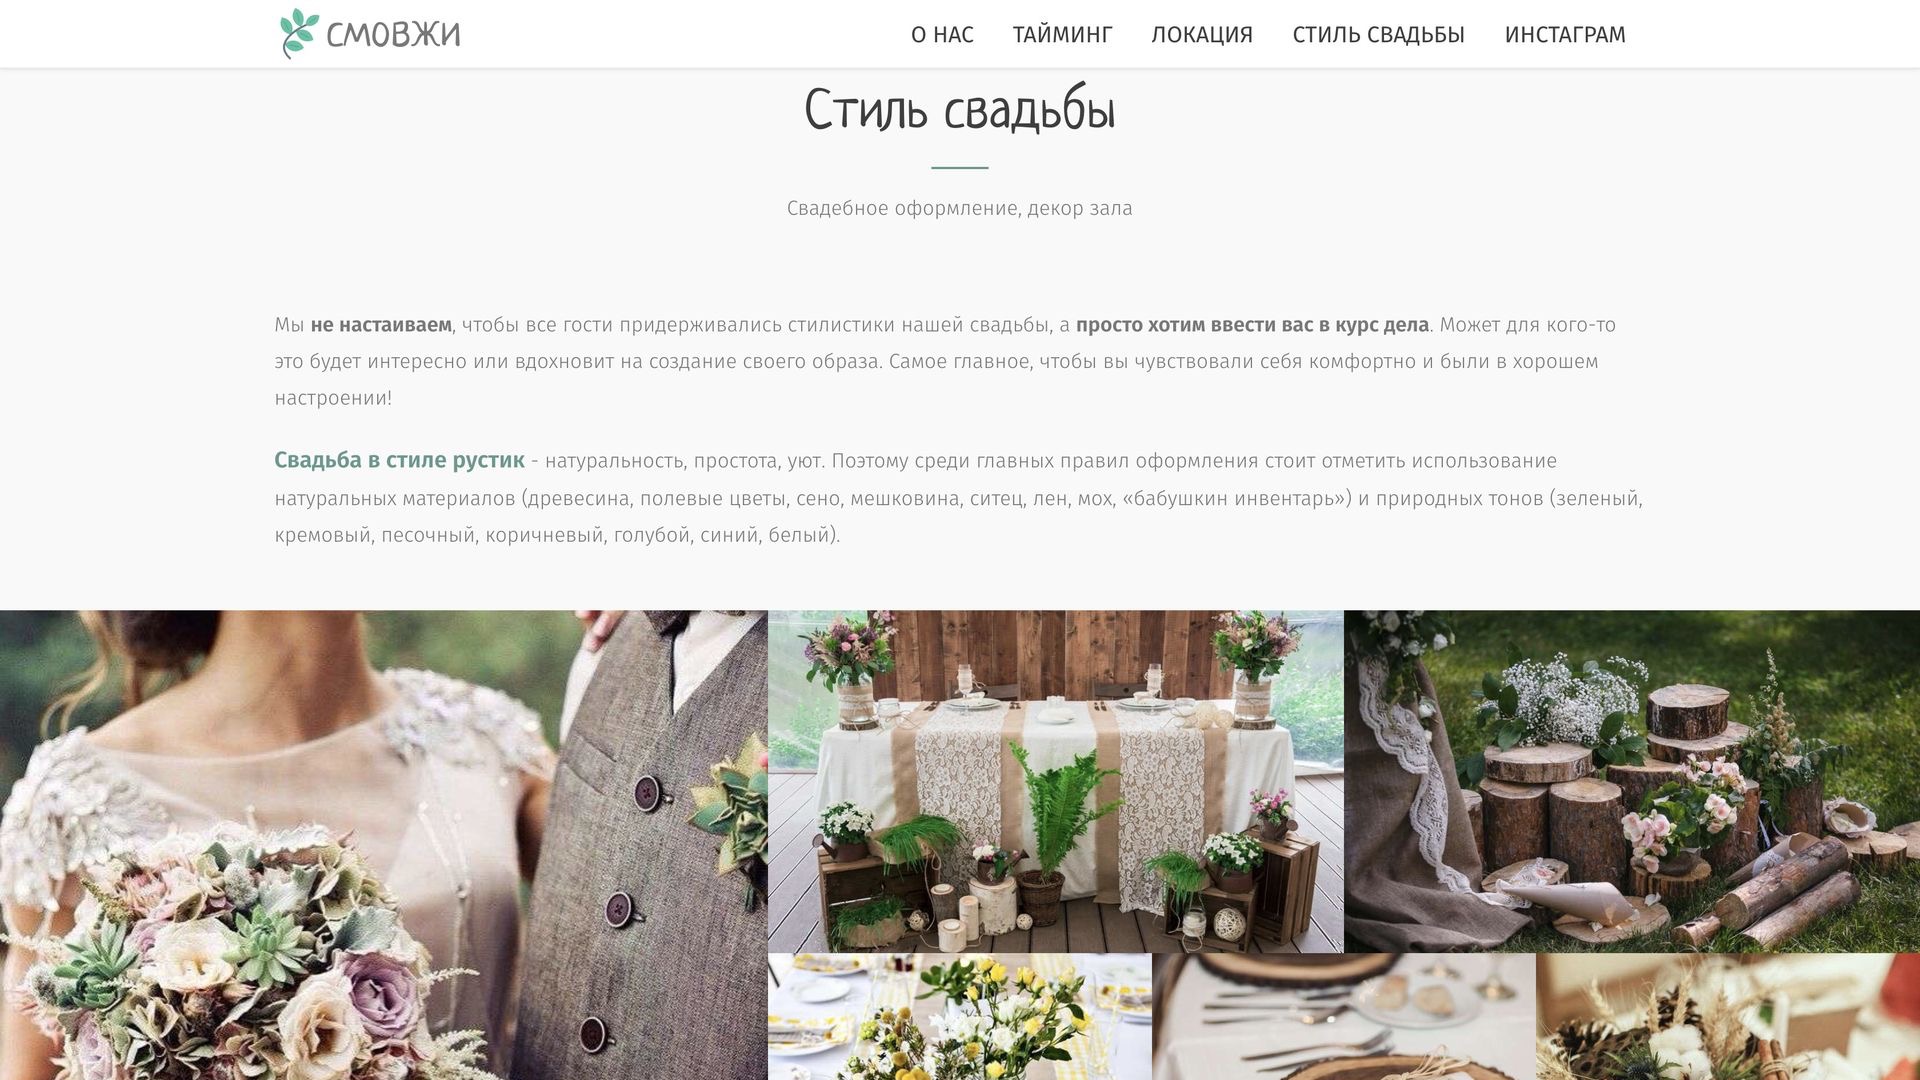 СМОВЖИ
О НАС ТАЙМИНГ ЛОКАЦИЯ СТИЛЬ СВАДЬБЫ ИНСТАГРАМ
Стиль свадьбы
Свадебное оформление, декор зала
Мы не настаиваем, чтобы все гости придерживались стилистики нашей свадьбы, а просто хотим ввести вас в курс дела. Может для кого-то
это будет интересно или вдохновит на создание своего образа. Самое главное, чтобы вы чувствовали себя комфортно и были в хорошем
настроении!
Свадьба в стиле рустик - натуральность, простота, уют. Поэтому среди главных правил оформления стоит отметить использование
натуральных материалов (древесина, полевые цветы, сено, мешковина, ситец, лен, мох, «бабушкин инвентарь») и природных тонов (зеленый,
кремовый, песочный, коричневый, голубой, синий, белый).